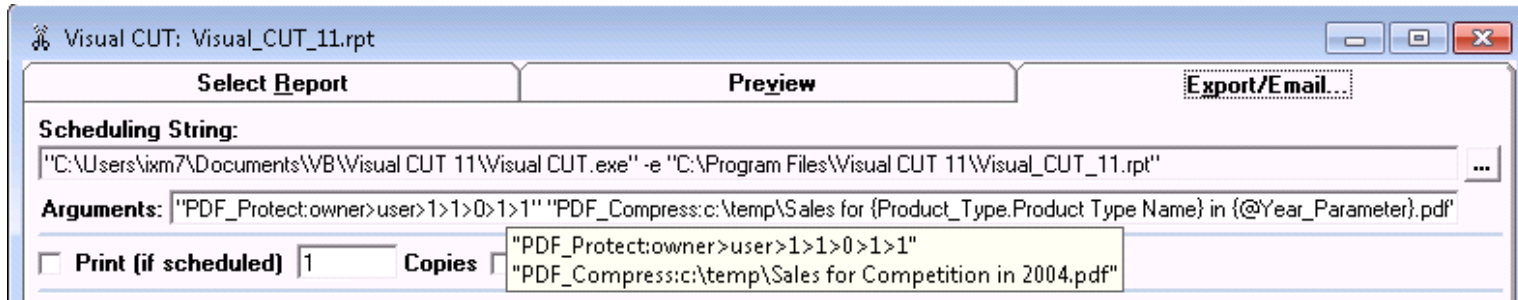 Visual CUT: Visual_CUT_11.rpt
Select Report
Preview
Export/Email...
Scheduling String:
"C:\Users\ixm7\Documents\VB\Visual CUT 11\Visual CUT.exe" -e "C:\Program Files\Visual CUT 11\Visual_CUT_11.rpt"
...
Arguments: "PDF_Protect:owner>user>1>1>0>1>1" "PDF_Compress:c:\temp\Sales for {Product_Type.Product Type Name} in {@Year_Parameter}.pdf"
Print (if scheduled) 1 Copies
"PDF_Protect:owner>user>1>1>0>1>1"
"PDF_Compress:c:\temp\Sales for Competition in 2004.pdf"